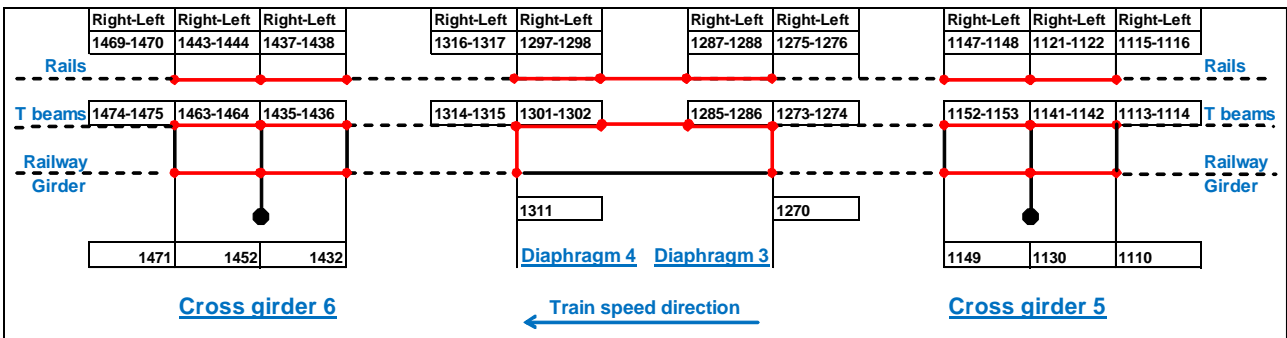 Right-Left Right-Left Right-Left Right-Left Right-Left Right-Left Right-Left Right-Left Right-Left Right-Left
1469-1470 1443-1444 1437-1438 1316-1317 1297-1298 1287-1288 1275-1276 1147-1148 1121-1122 1115-1116
Rails Rails
T beams 1474-1475 1463-1464 1435-1436 1314-1315 1301-1302 1285-1286 1273-1274 1152-1153 1141-1142 1113-1114 T beams
Railway Railway
Girder Girder
1311 1270
1471 1452 1432 Diaphragm 4 Diaphragm 3 1149 1130 1110
Cross girder 6 Train speed direction Cross girder 5